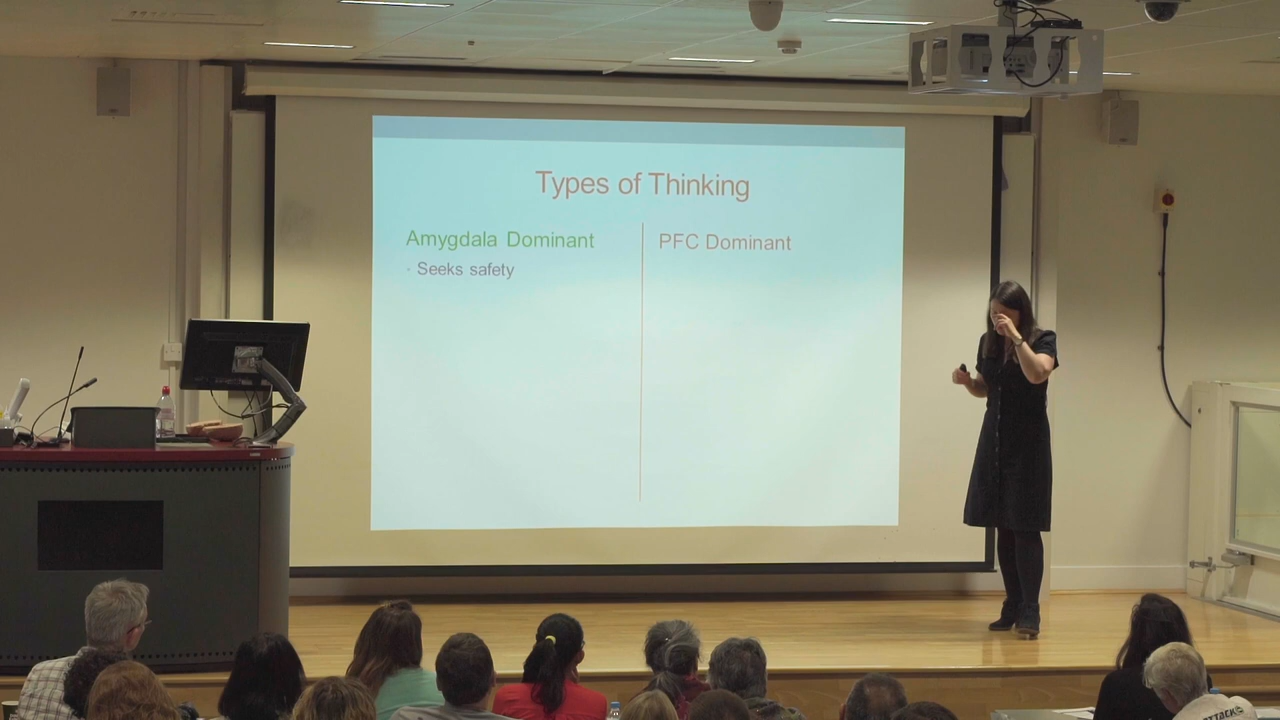 Types of Thinking
Amygdala Dominant
PFC Dominant
· Seeks safety